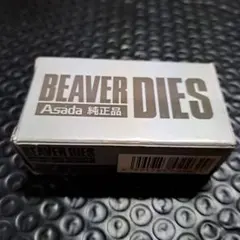 BEAVER DIES
Asada 純正品